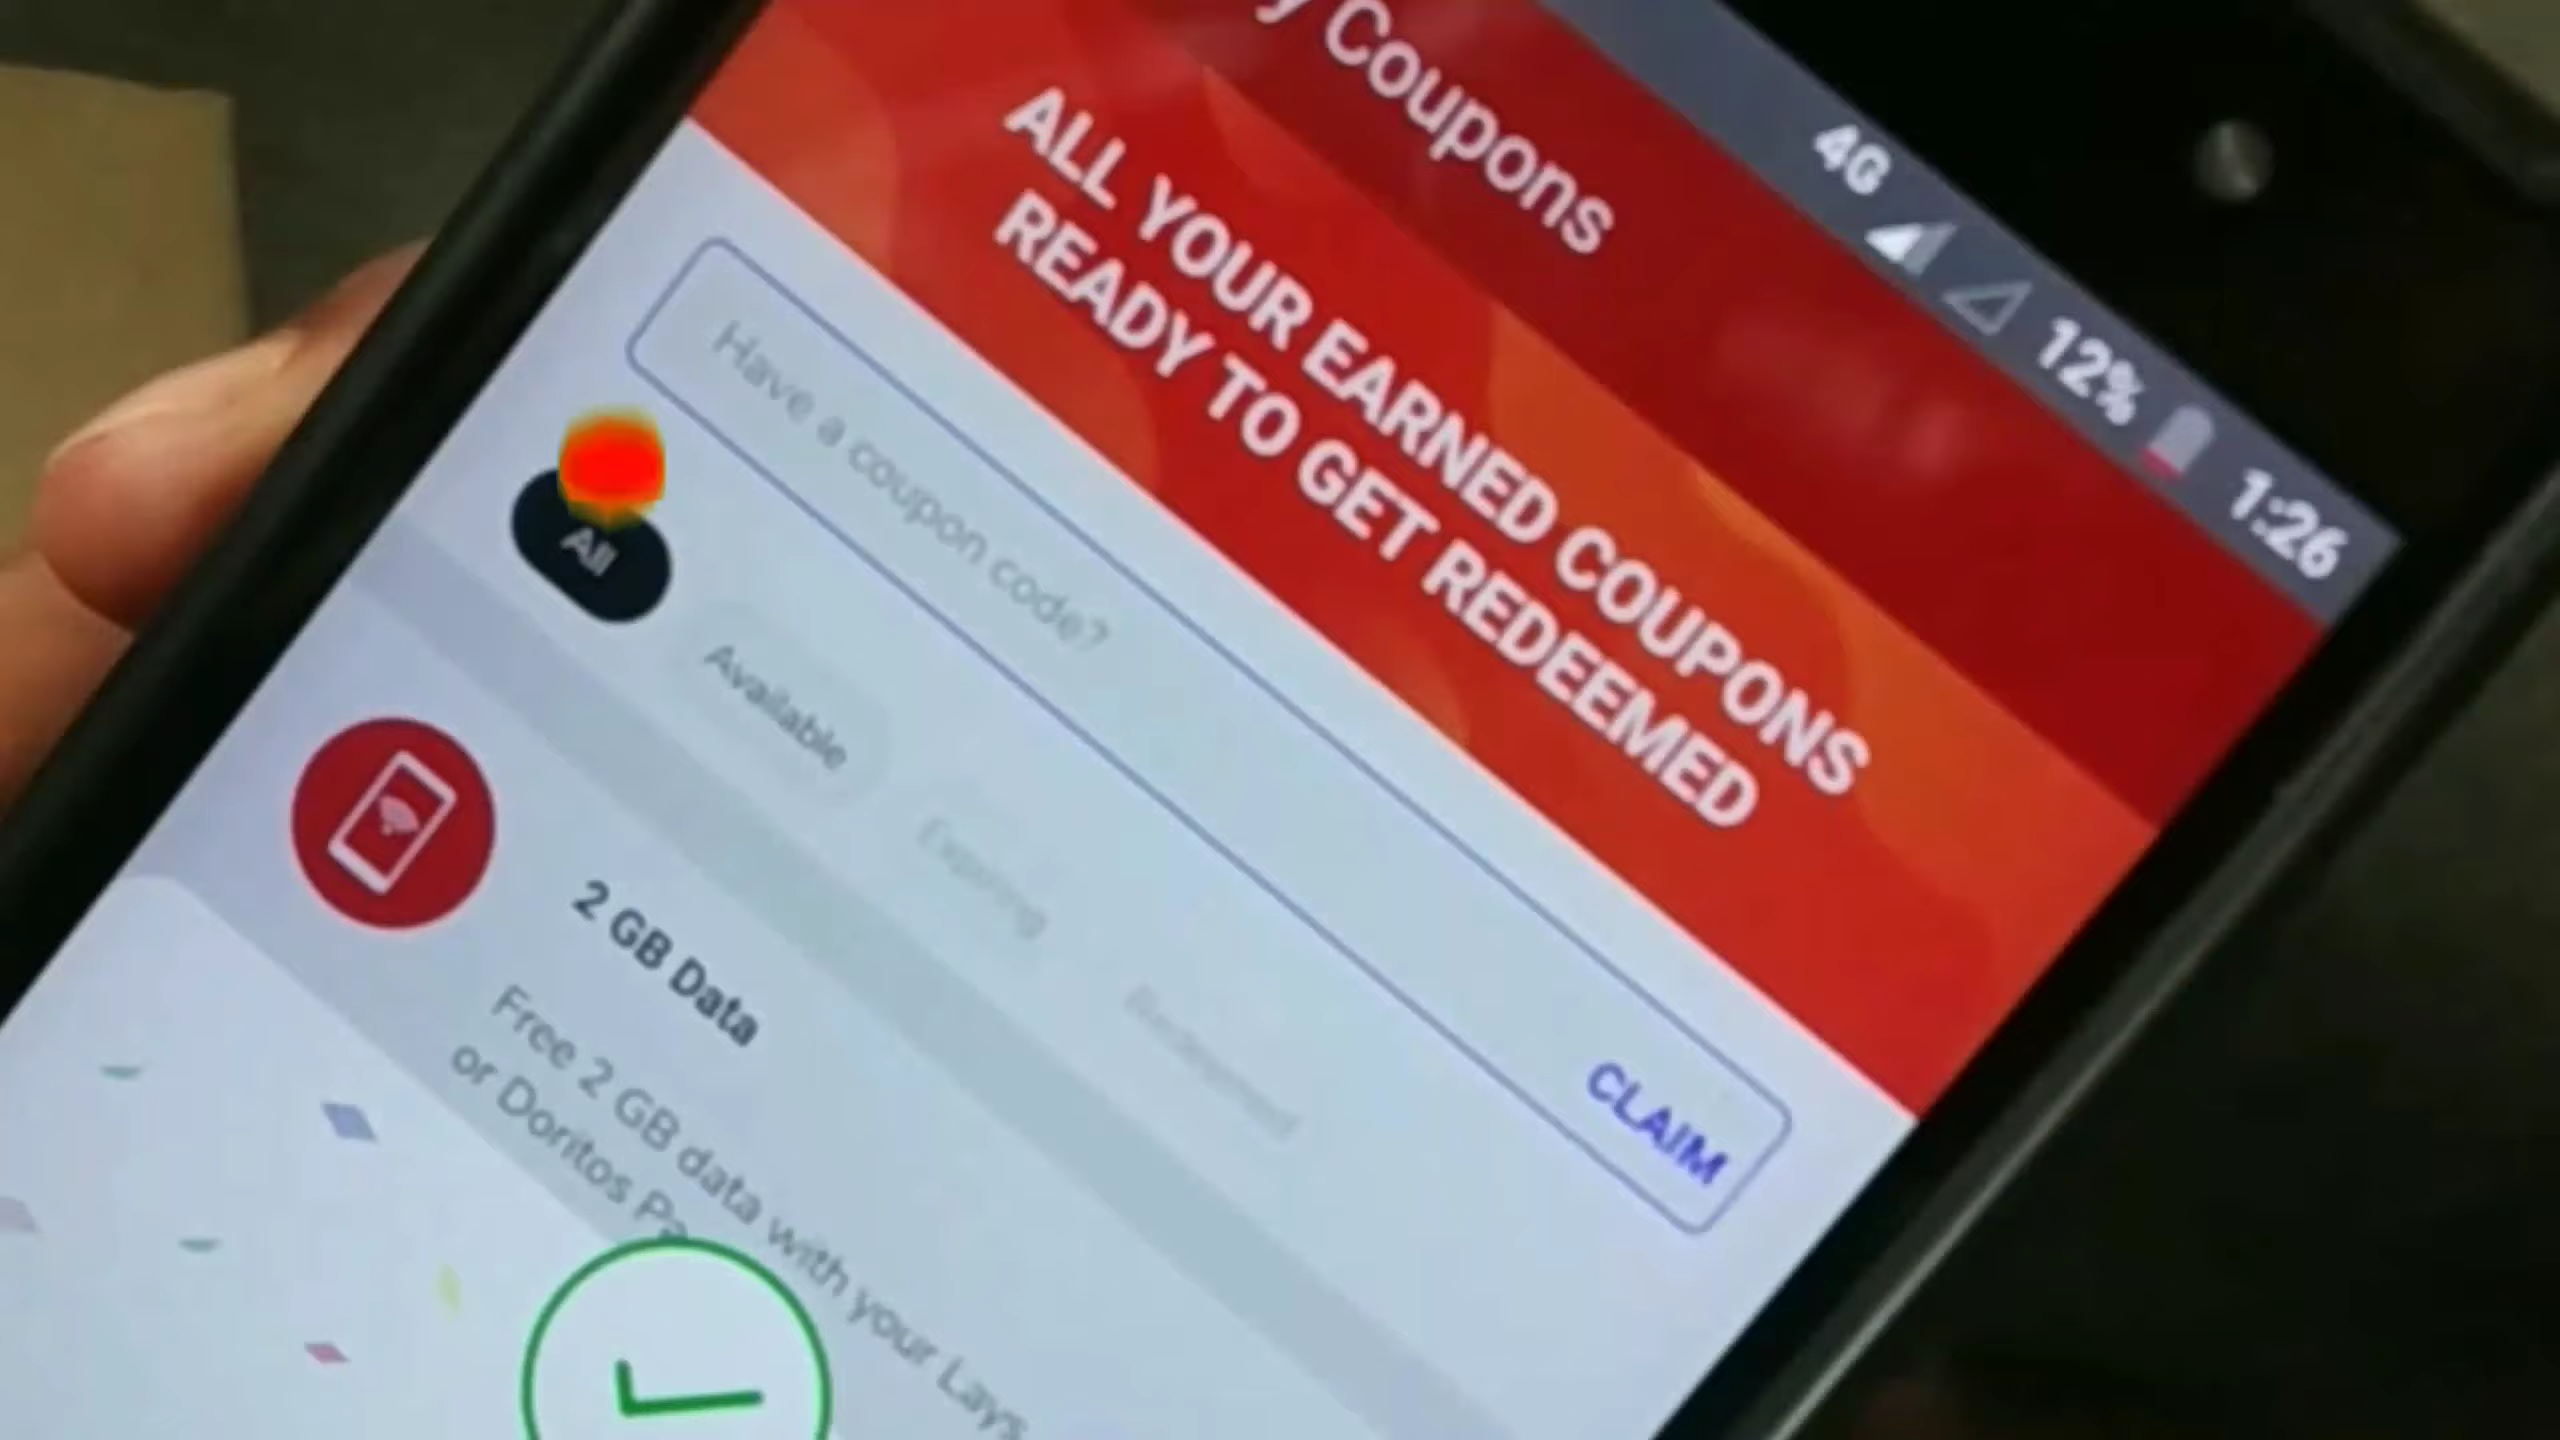 4G 12% 1:26
y Coupons
ALL YOUR EARNED COUPONS
READY TO GET REDEEMED
Have a coupon code?
CLAIM
All Available Expiring Redeemed
2 GB Data
Free 2 GB data with your Lays
or Doritos Pa